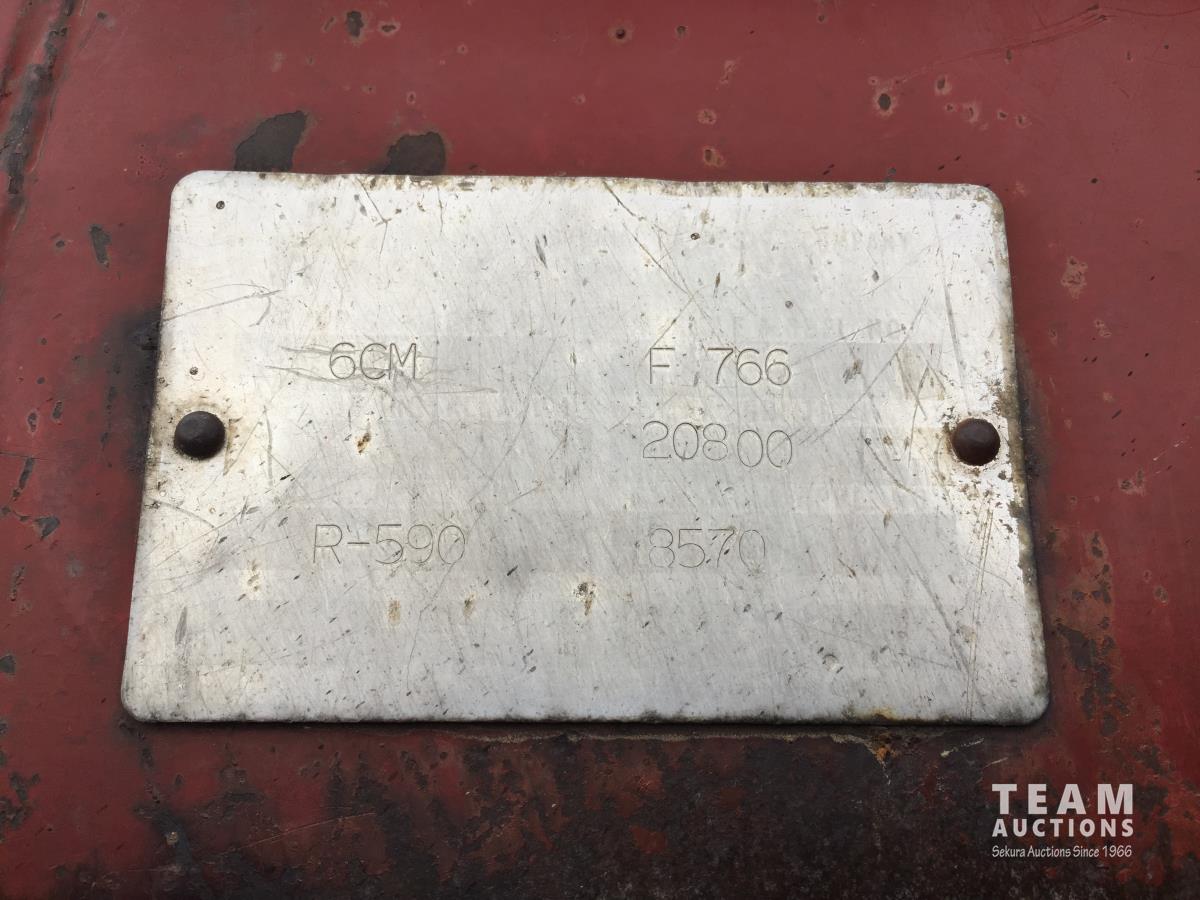 6CM F 766
20800
R-590 8570
TEAM
AUCTIONS
Sekura Auctions Since 1966